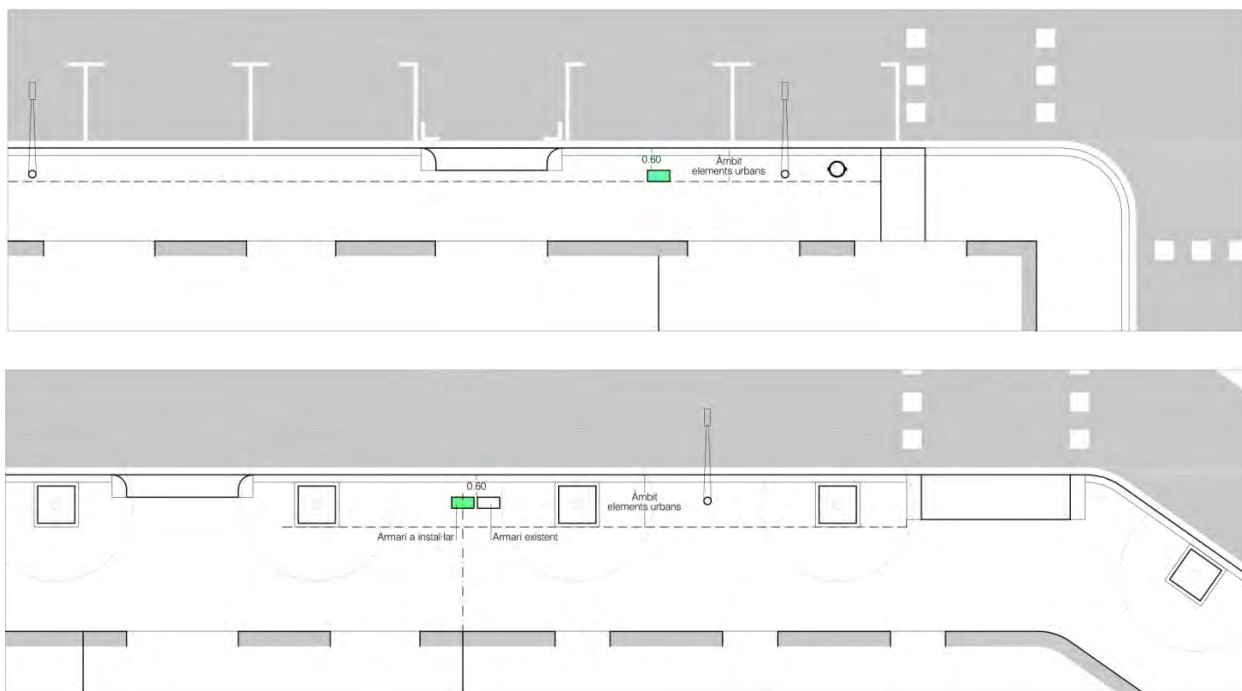 0.60
Àmbit
elements urbans
0.60
Àmbit
elements urbans
Armari a instal·lar
Armari existent